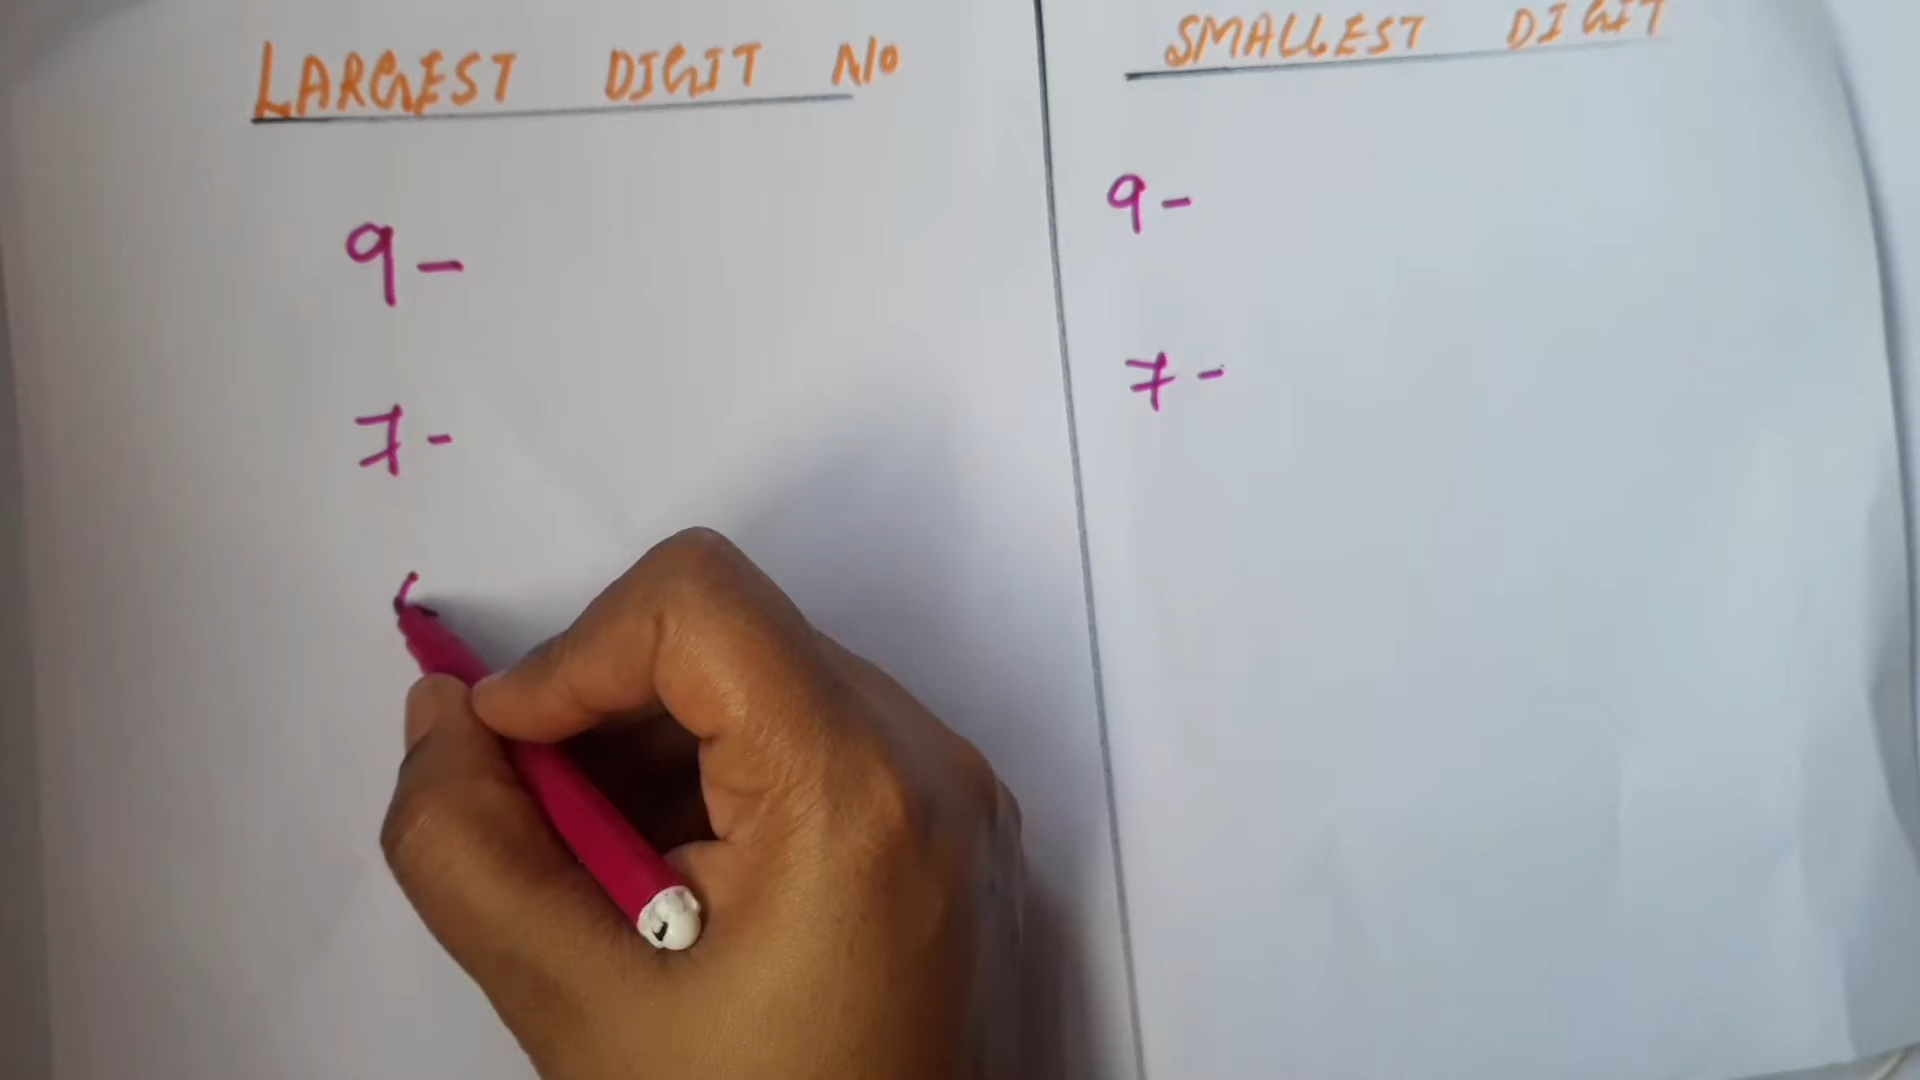 LARGEST DIGIT NO
9 -
7 -
SMALLEST DIGIT
9 -
7 -